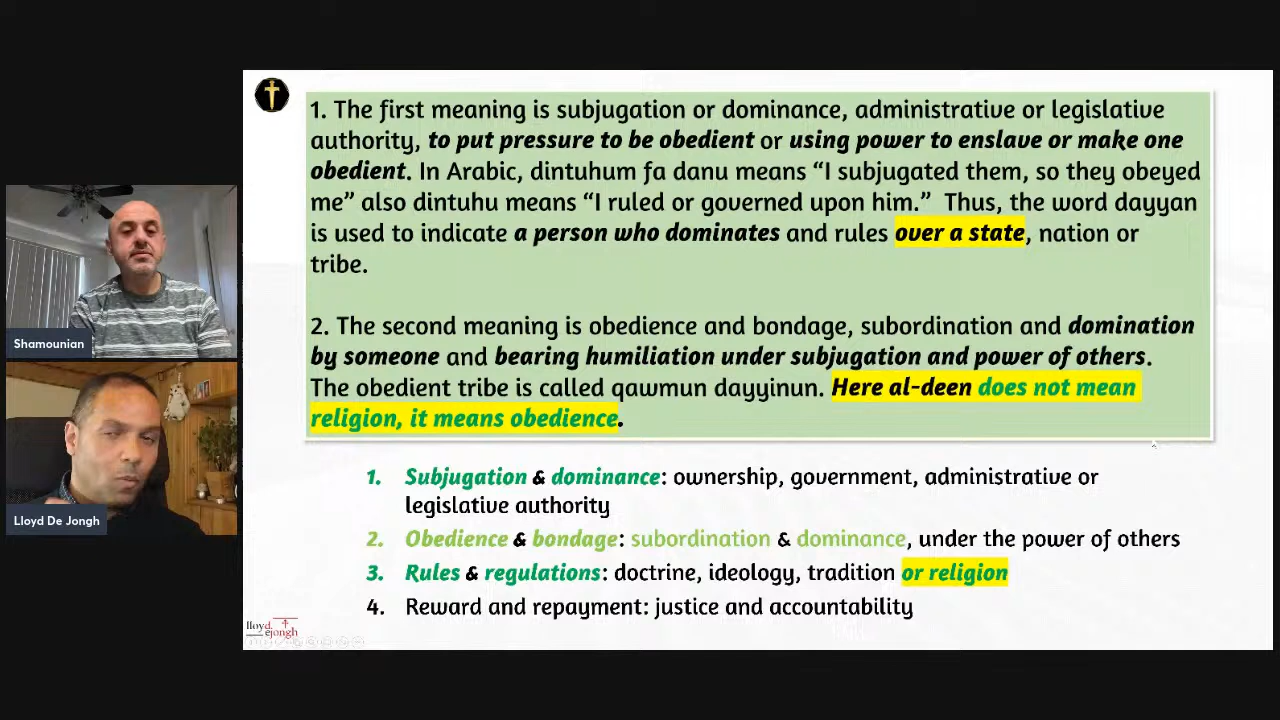 1. The first meaning is subjugation or dominance, administrative or legislative
authority, to put pressure to be obedient or using power to enslave or make one
obedient. In Arabic, dintuhum fa danu means “I subjugated them, so they obeyed
me” also dintuhu means “I ruled or governed upon him.” Thus, the word dayyan
is used to indicate a person who dominates and rules over a state, nation or
tribe.
2. The second meaning is obedience and bondage, subordination and domination
by someone and bearing humiliation under subjugation and power of others.
The obedient tribe is called qawmun dayyinun. Here al-deen does not mean
religion, it means obedience.
1. Subjugation & dominance: ownership, government, administrative or
legislative authority
2. Obedience & bondage: subordination & dominance, under the power of others
3. Rules & regulations: doctrine, ideology, tradition or religion
4. Reward and repayment: justice and accountability
Shamounian
Lloyd De Jongh
lloyd
ejongh